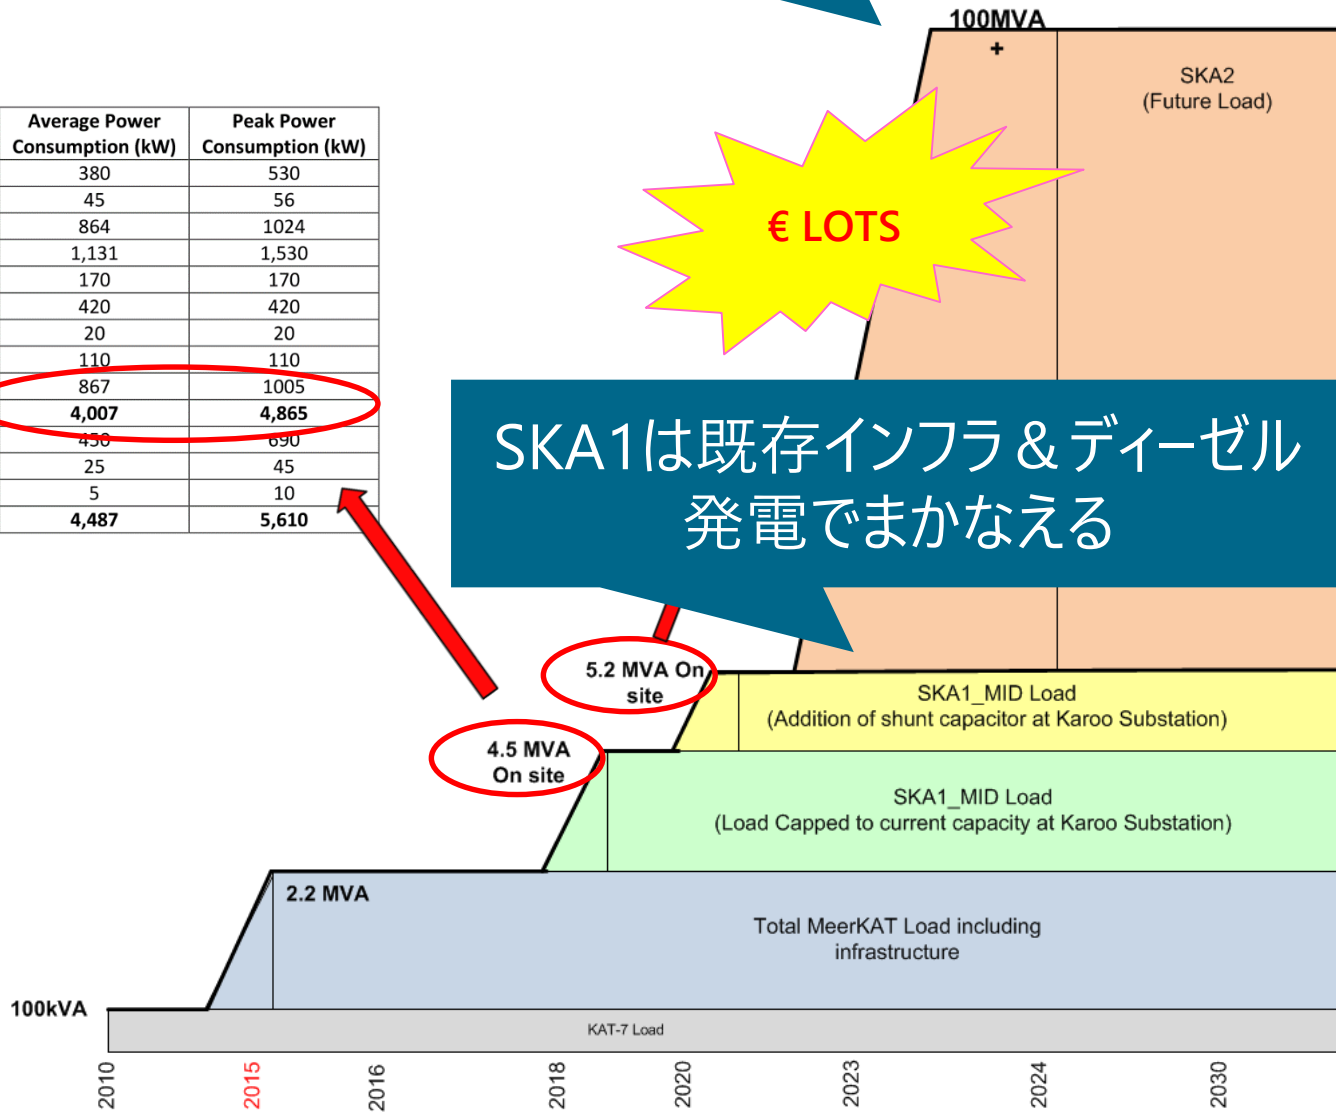 100MVA
+
SKA2
(Future Load)
Average Power Consumption (kW) Peak Power Consumption (kW)
380 530
45 56
864 1024
1,131 1,530
170 170
420 420
20 20
110 110
867 1005
4,007 4,865
450 690
25 45
5 10
4,487 5,610
€ LOTS
SKA1は既存インフラ&ディーゼル
発電でまかなえる
5.2 MVA On
site
SKA1_MID Load
(Addition of shunt capacitor at Karoo Substation)
4.5 MVA
On site
SKA1_MID Load
(Load Capped to current capacity at Karoo Substation)
2.2 MVA
Total MeerKAT Load including
infrastructure
100kVA
KAT-7 Load
2010 2015 2016 2018 2020 2023 2024 2030